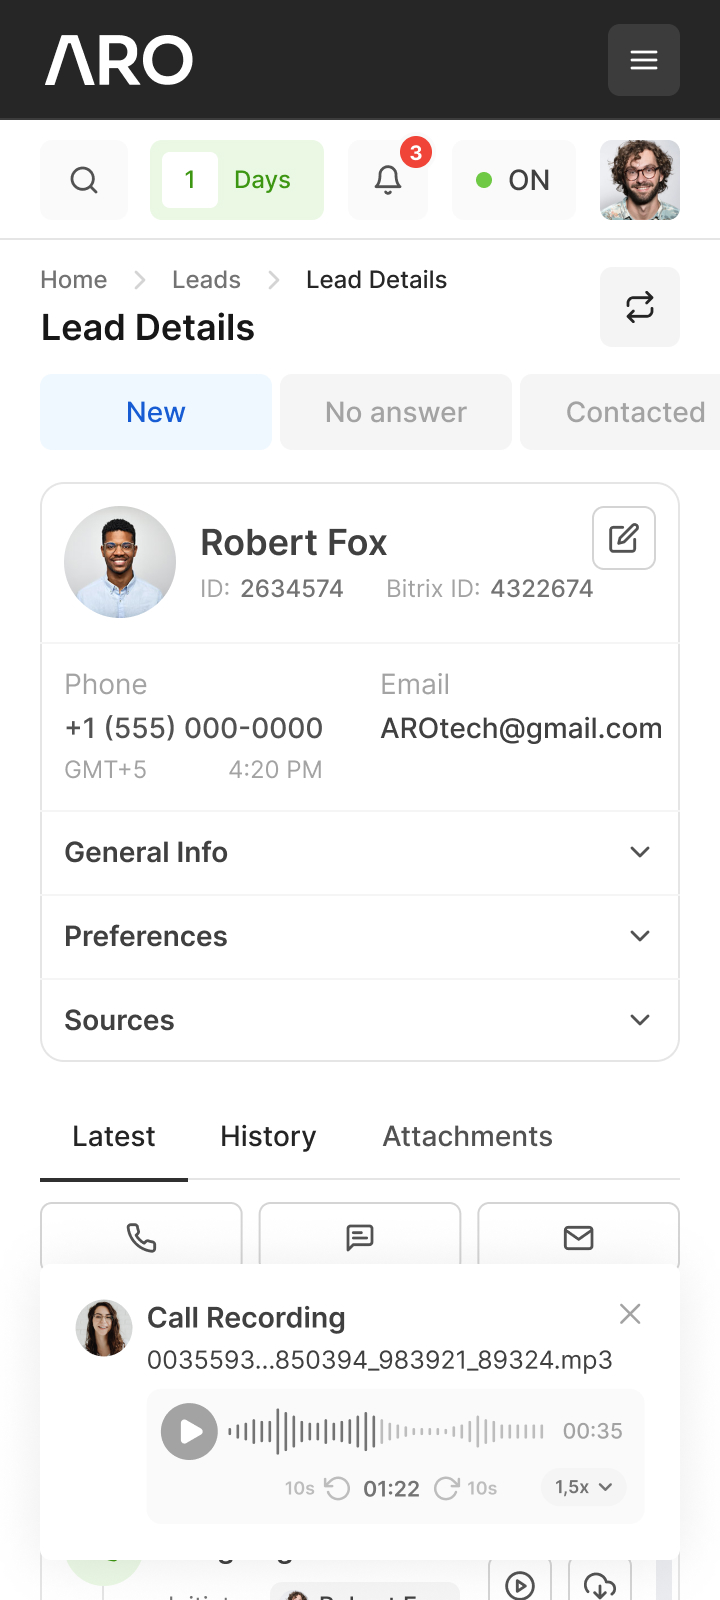 ARO
1 Days 3 ON
Home Leads Lead Details
Lead Details
New No answer Contacted
Robert Fox
ID: 2634574 Bitrix ID: 4322674
Phone Email
+1 (555) 000-0000 AROtech@gmail.com
GMT+5 4:20 PM
General Info
Preferences
Sources
Latest History Attachments
Call Recording
0035593...850394_983921_89324.mp3
00:35
10s 01:22 10s 1,5x